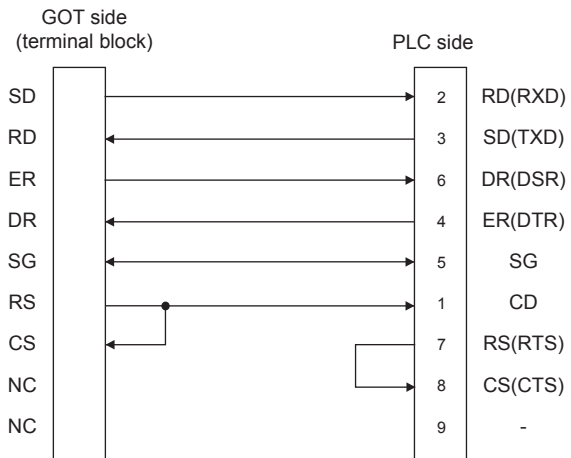 GOT side
(terminal block)
PLC side
SD 2 RD(RXD)
RD 3 SD(TXD)
ER 6 DR(DSR)
DR 4 ER(DTR)
SG 5 SG
RS 1 CD
CS 7 RS(RTS)
NC 8 CS(CTS)
NC 9 -